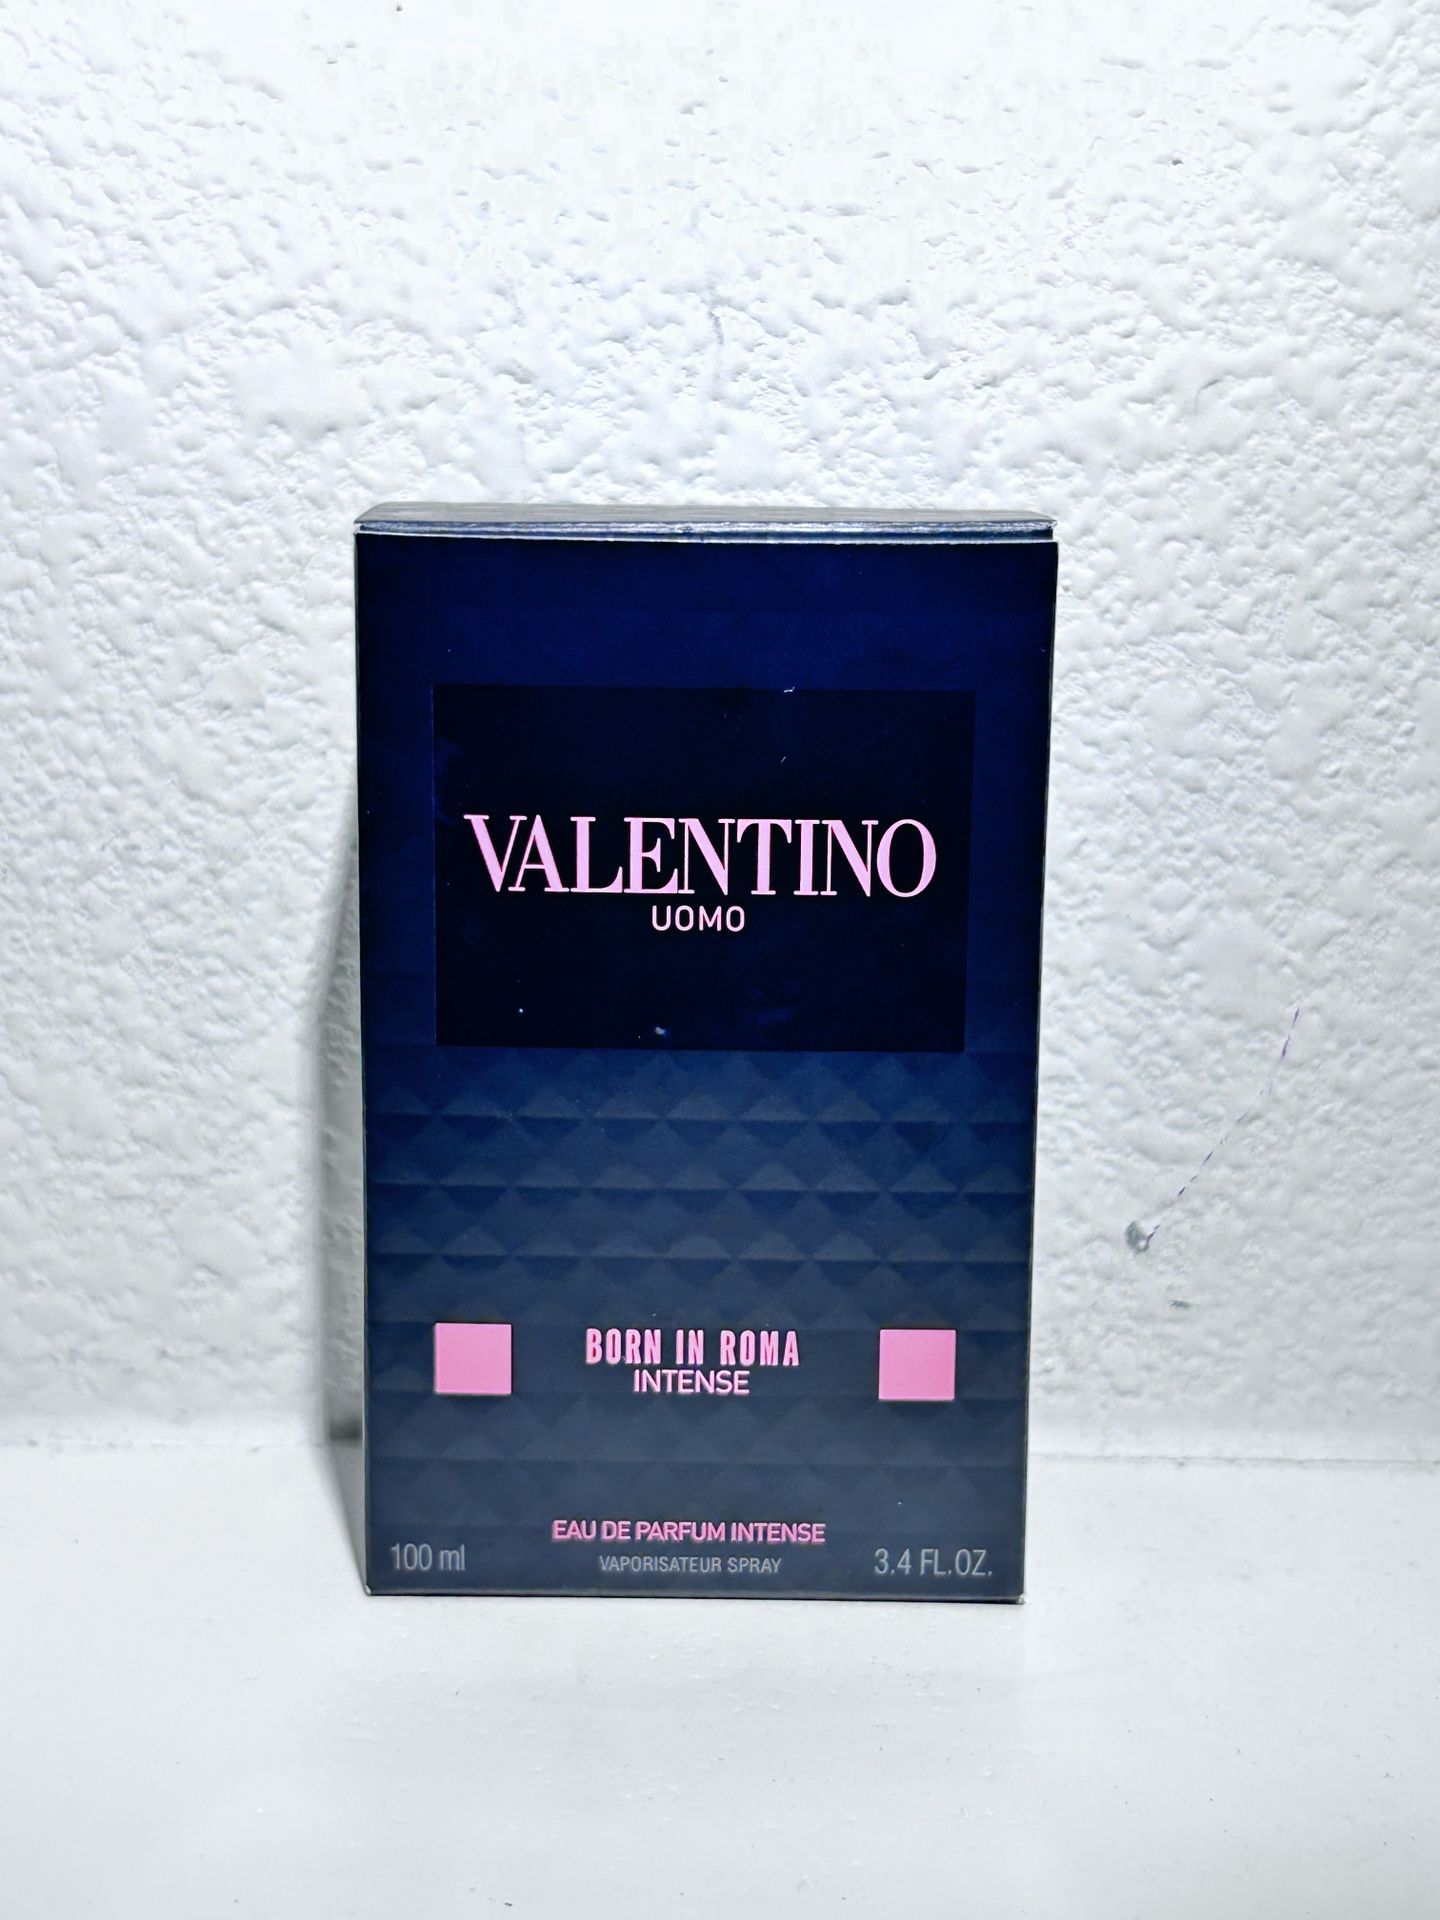 VALENTINO
UOMO
BORN IN ROMA
INTENSE
EAU DE PARFUM INTENSE
100 ml VAPORISATEUR SPRAY 3.4 FL.OZ.